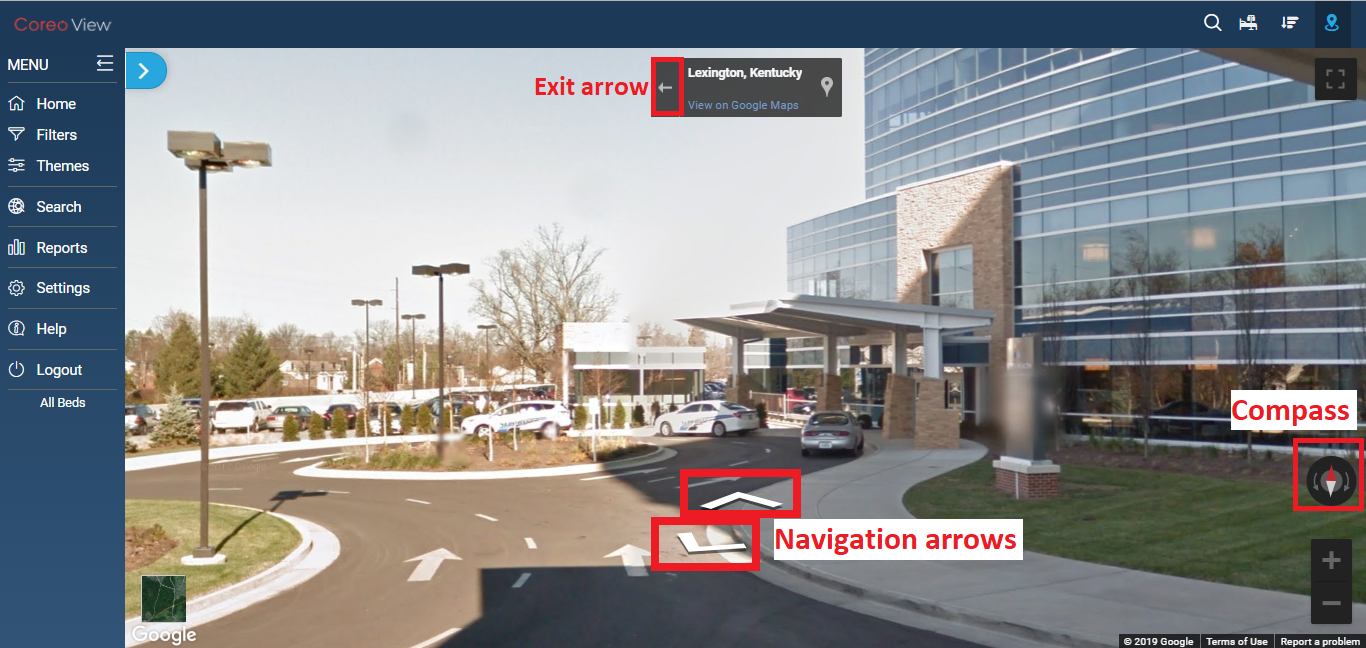 Coreo View
MENU
Home
Filters
Themes
Search
Reports
Settings
Help
Logout
All Beds
Exit arrow
Lexington, Kentucky
View on Google Maps
Compass
Navigation arrows
Google
© 2019 Google
Terms of Use
Report a problem